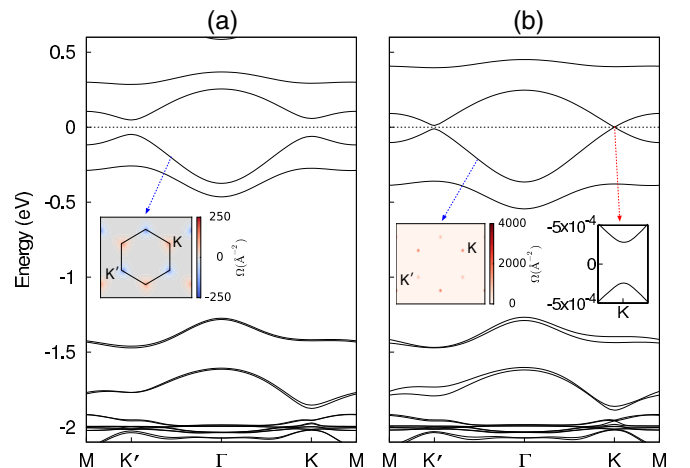 (a) (b)
Energy (eV)
0.5
0
-0.5
-1
-1.5
-2
M K′ Γ K M
250
0
-250
Ω(Å⁻²)
K
K′
M K′ Γ K M
4000
2000
0
Ω(Å⁻²)
K
K′
-5x10⁻⁴
0
-5x10⁻⁴
K